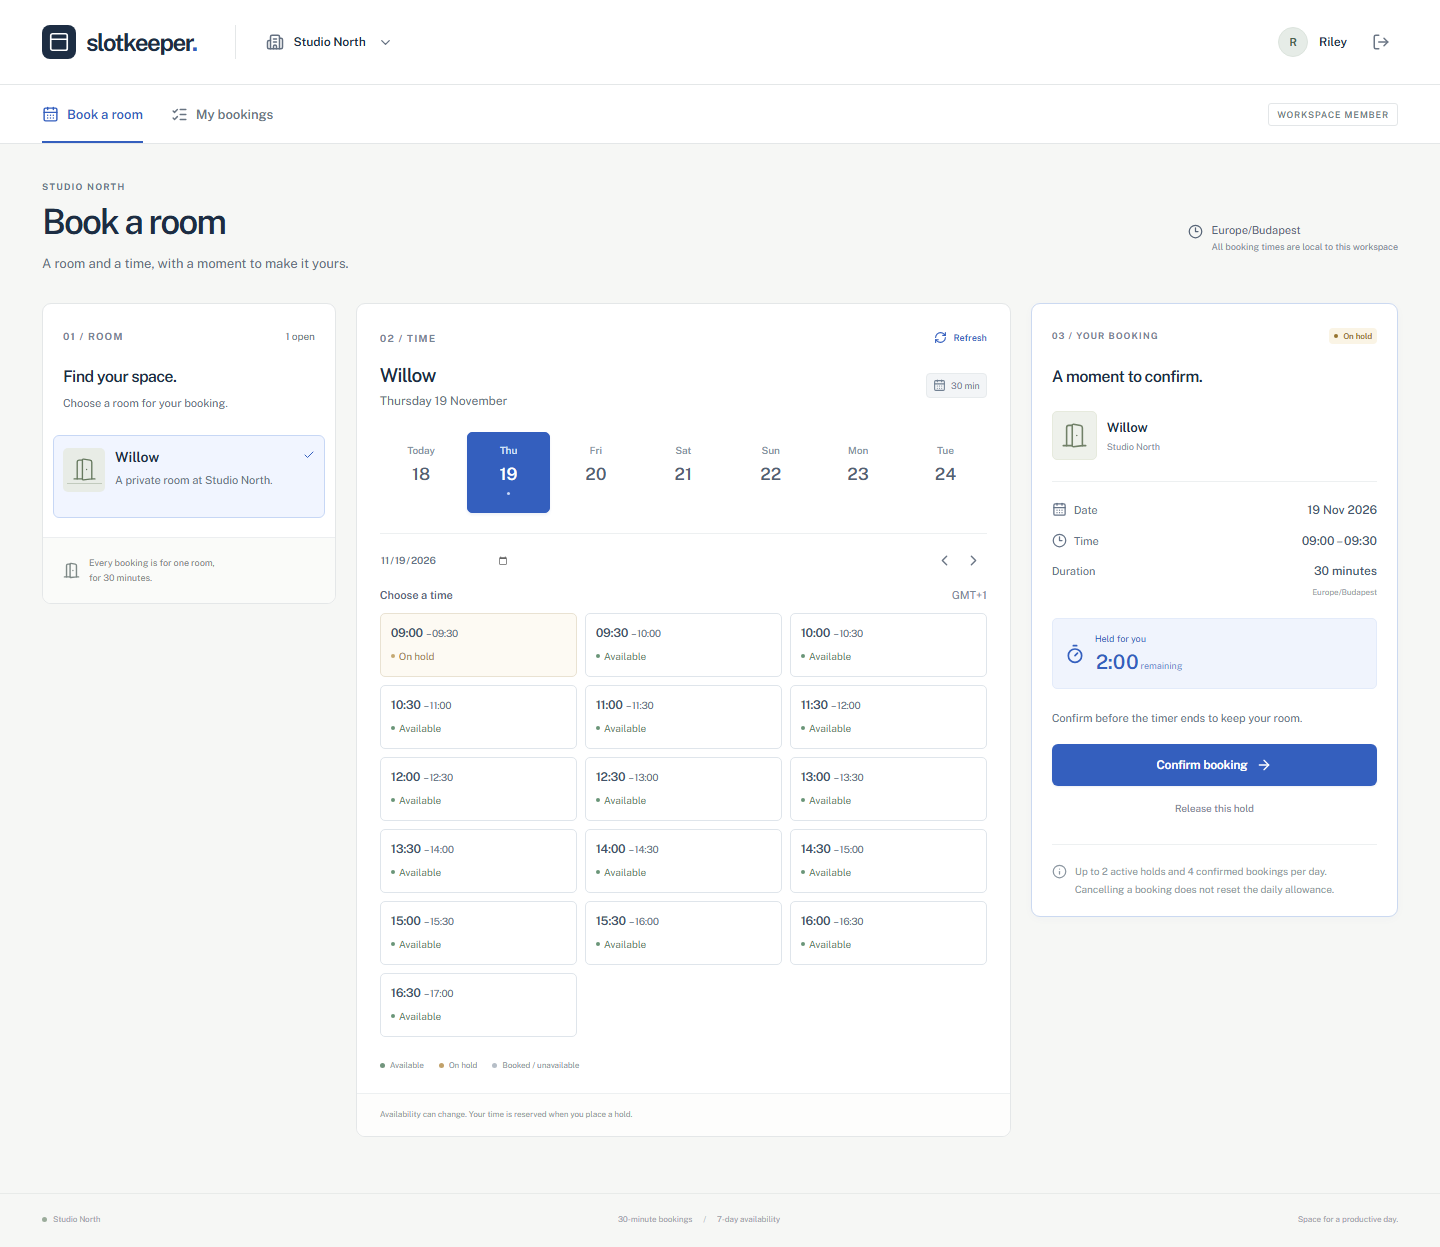 slotkeeper.
Studio North
R
Riley
Book a room
My bookings
WORKSPACE MEMBER
STUDIO NORTH
Book a room
A room and a time, with a moment to make it yours.
Europe/Budapest
All booking times are local to this workspace
01 / ROOM
1 open
Find your space.
Choose a room for your booking.
Willow
A private room at Studio North.
Every booking is for one room,
for 30 minutes.
02 / TIME
Refresh
Willow
Thursday 19 November
30 min
Today
18
Thu
19
Fri
20
Sat
21
Sun
22
Mon
23
Tue
24
11/19/2026
Choose a time
GMT+1
09:00 –09:30
On hold
09:30 –10:00
Available
10:00 –10:30
Available
10:30 –11:00
Available
11:00 –11:30
Available
11:30 –12:00
Available
12:00 –12:30
Available
12:30 –13:00
Available
13:00 –13:30
Available
13:30 –14:00
Available
14:00 –14:30
Available
14:30 –15:00
Available
15:00 –15:30
Available
15:30 –16:00
Available
16:00 –16:30
Available
16:30 –17:00
Available
Available
On hold
Booked / unavailable
Availability can change. Your time is reserved when you place a hold.
03 / YOUR BOOKING
On hold
A moment to confirm.
Willow
Studio North
Date
19 Nov 2026
Time
09:00 – 09:30
Duration
30 minutes
Europe/Budapest
Held for you
2:00 remaining
Confirm before the timer ends to keep your room.
Confirm booking
Release this hold
Up to 2 active holds and 4 confirmed bookings per day.
Cancelling a booking does not reset the daily allowance.
Studio North
30-minute bookings / 7-day availability
Space for a productive day.